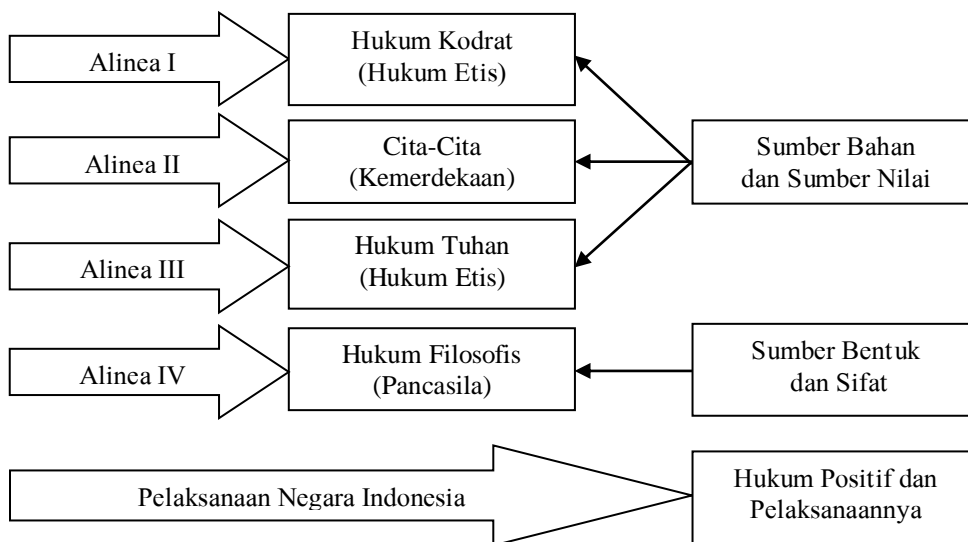 Alinea I
Hukum Kodrat
(Hukum Etis)
Alinea II
Cita-Cita
(Kemerdekaan)
Sumber Bahan
dan Sumber Nilai
Alinea III
Hukum Tuhan
(Hukum Etis)
Alinea IV
Hukum Filosofis
(Pancasila)
Sumber Bentuk
dan Sifat
Pelaksanaan Negara Indonesia
Hukum Positif dan
Pelaksanaannya